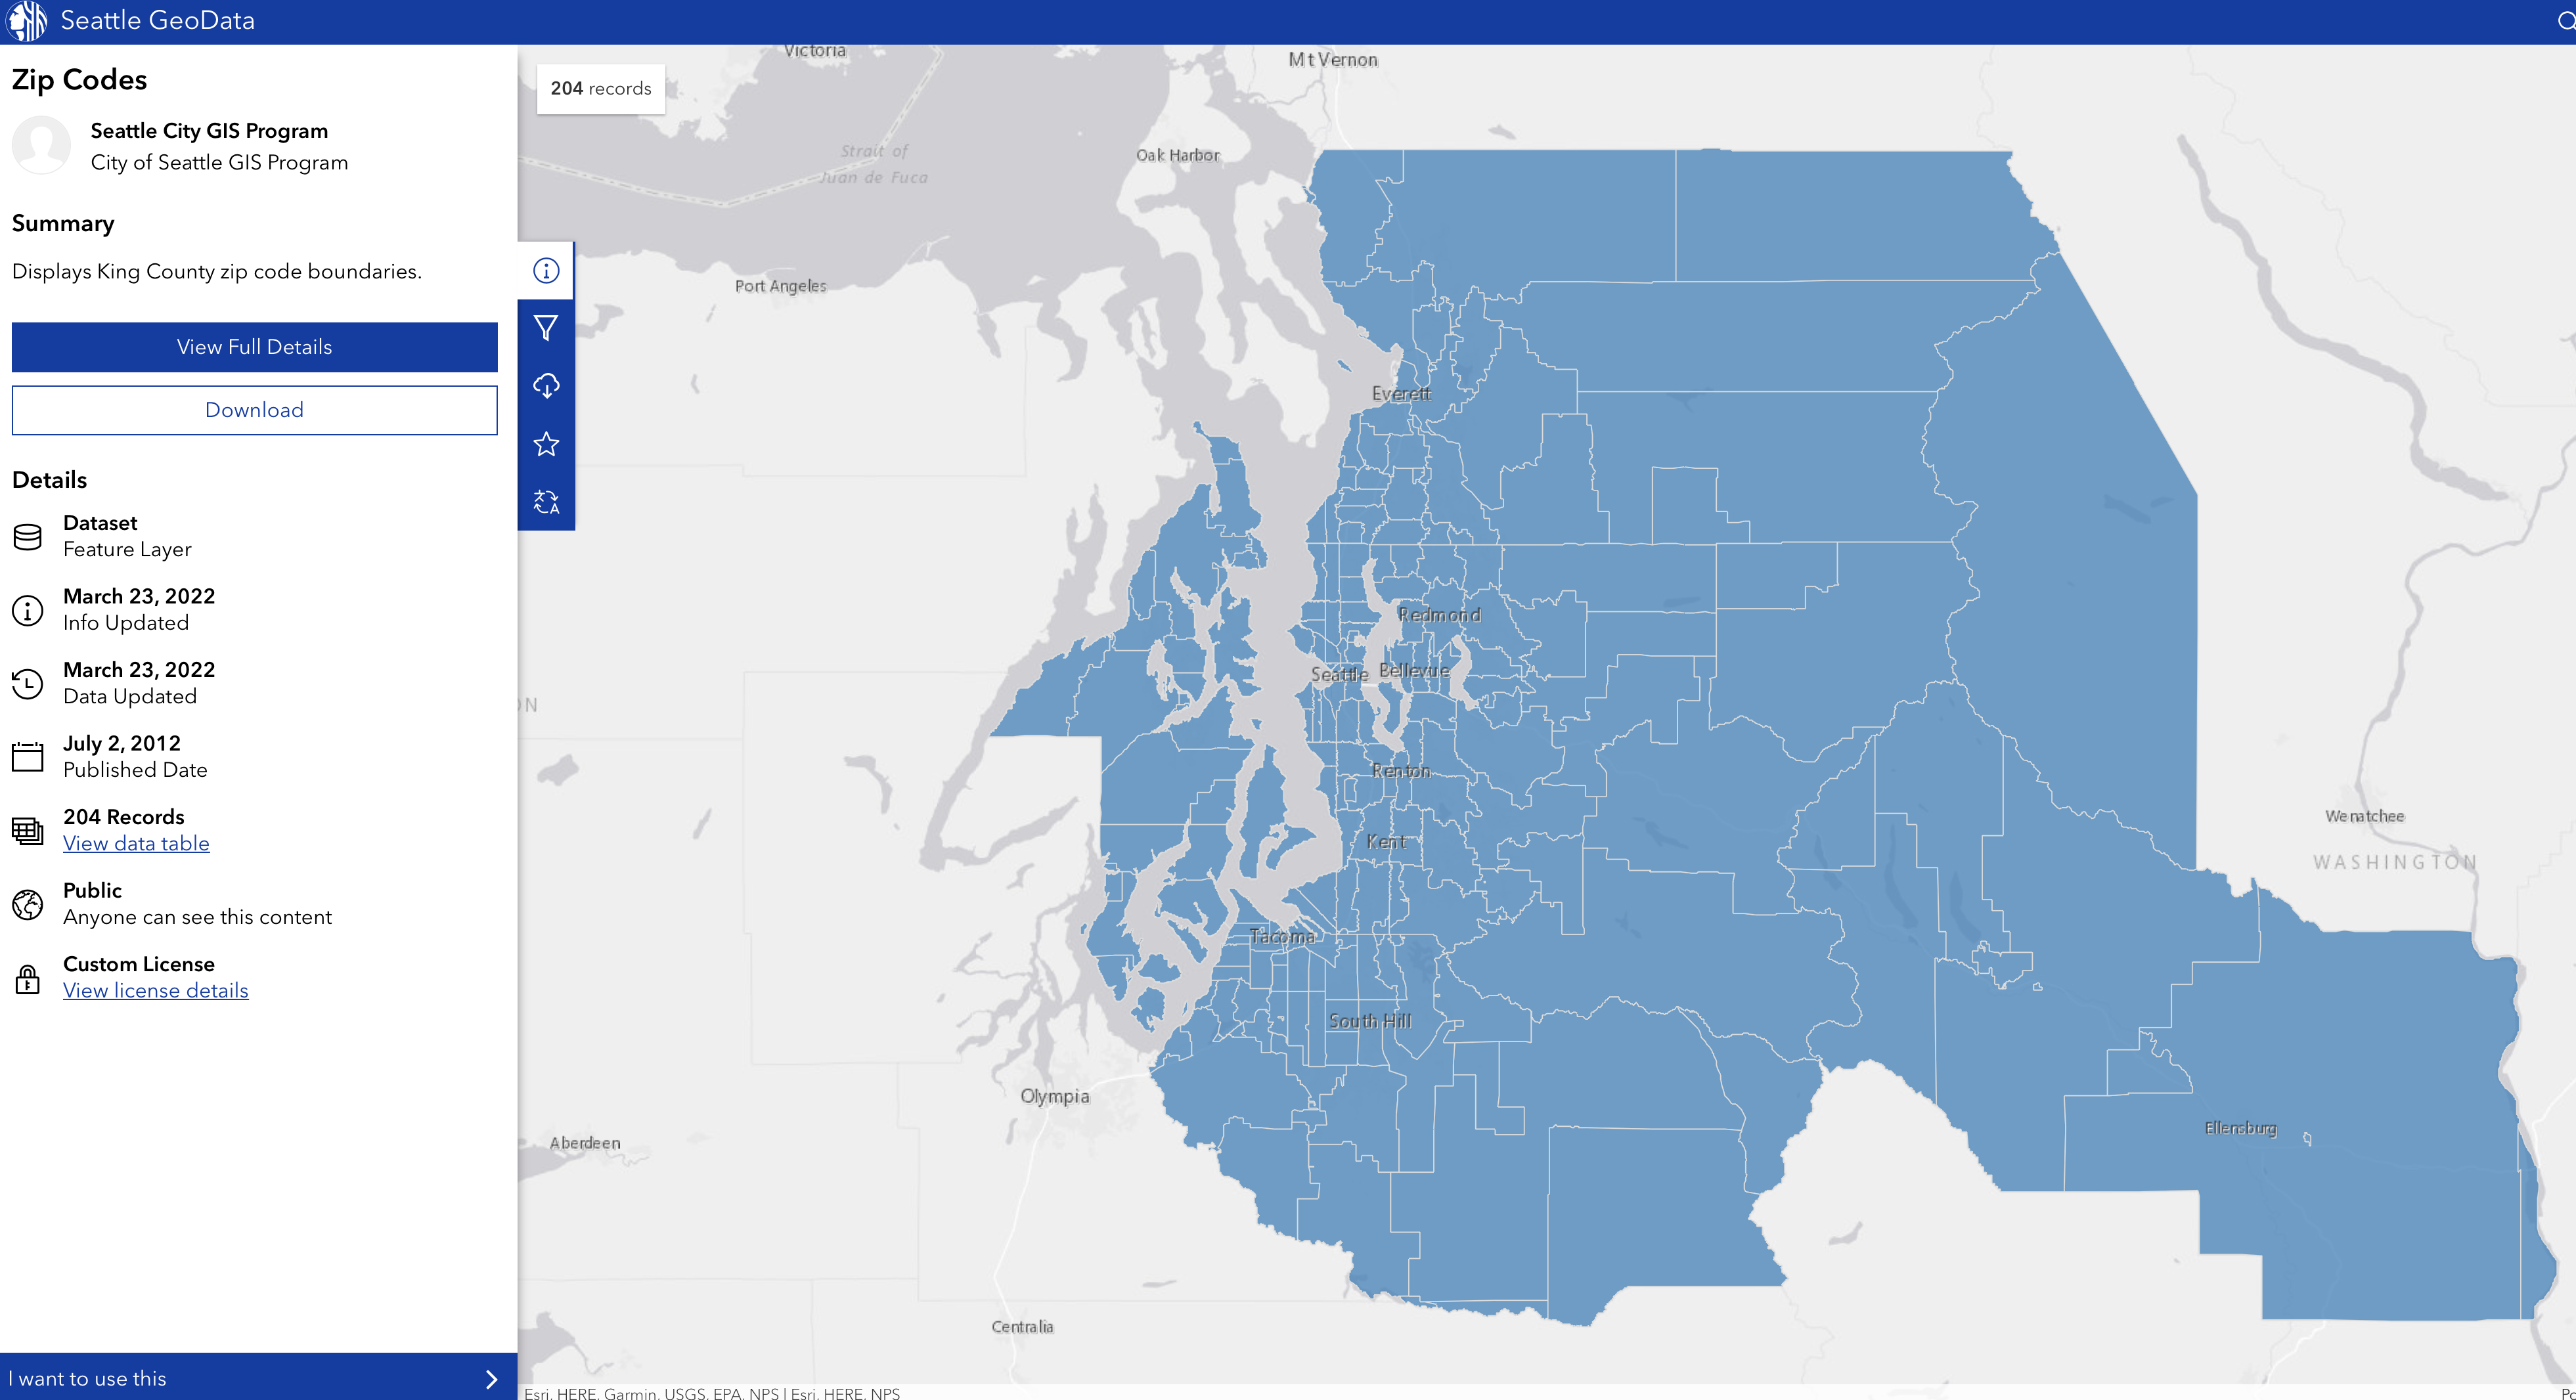 Seattle GeoData
Zip Codes
Seattle City GIS Program
City of Seattle GIS Program
Summary
Displays King County zip code boundaries.
View Full Details
Download
Details
Dataset
Feature Layer
March 23, 2022
Info Updated
March 23, 2022
Data Updated
July 2, 2012
Published Date
204 Records
View data table
Public
Anyone can see this content
Custom License
View license details
I want to use this
204 records
Victoria
Mt Vernon
Strait of
Juan de Fuca
Oak Harbor
Port Angeles
Everett
Redmond
Seattle
Bellevue
ON
Renton
Kent
Wenatchee
WASHINGTON
Tacoma
South Hill
Olympia
Aberdeen
Ellensburg
Centralia
Esri, HERE, Garmin, USGS, EPA, NPS | Esri, HERE, NPS